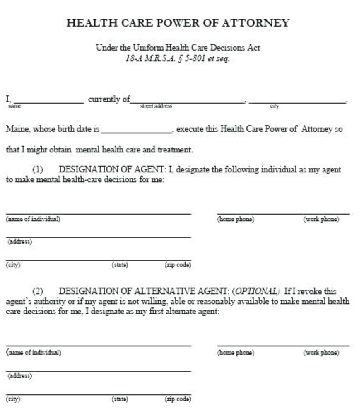 HEALTH CARE POWER OF ATTORNEY
Under the Uniform Health Care Decisions Act
18-A M.R.S.A. § 5-801 et seq.
I, ____________ currently of ____________________, _______________,
name street address city
Maine, whose birth date is ____________, execute this Health Care Power of Attorney so
that I might obtain mental health care and treatment.
(1) DESIGNATION OF AGENT: I, designate the following individual as my agent
to make mental health-care decisions for me:
(name of individual) (home phone) (work phone)
(address)
(city) (state) (zip code)
(2) DESIGNATION OF ALTERNATIVE AGENT: (OPTIONAL) If I revoke this
agent's authority or if my agent is not willing, able or reasonably available to make mental health
care decisions for me, I designate as my first alternate agent:
(name of individual) (home phone) (work phone)
(address)
(city) (state) (zip code)